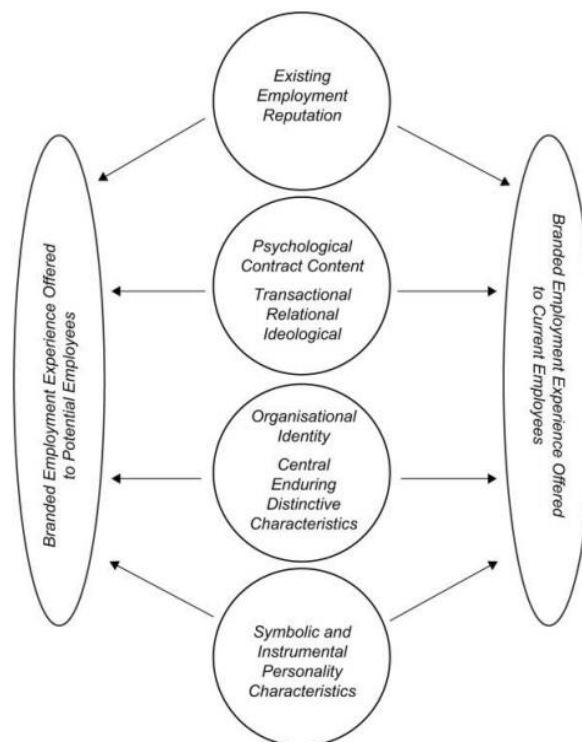 Existing
Employment
Reputation
Branded Employment Experience Offered
to Potential Employees
Psychological
Contract Content
Transactional
Relational
Ideological
Branded Employment Experience Offered
to Current Employees
Organisational
Identity
Central
Enduring
Distinctive
Characteristics
Symbolic and
Instrumental
Personality
Characteristics